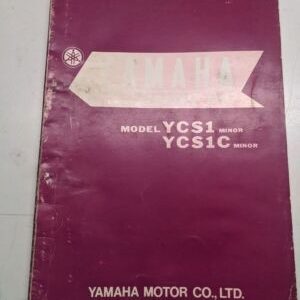 YAMAHA
MODEL YCS1 MINOR
YCS1C MINOR
YAMAHA MOTOR CO., LTD.